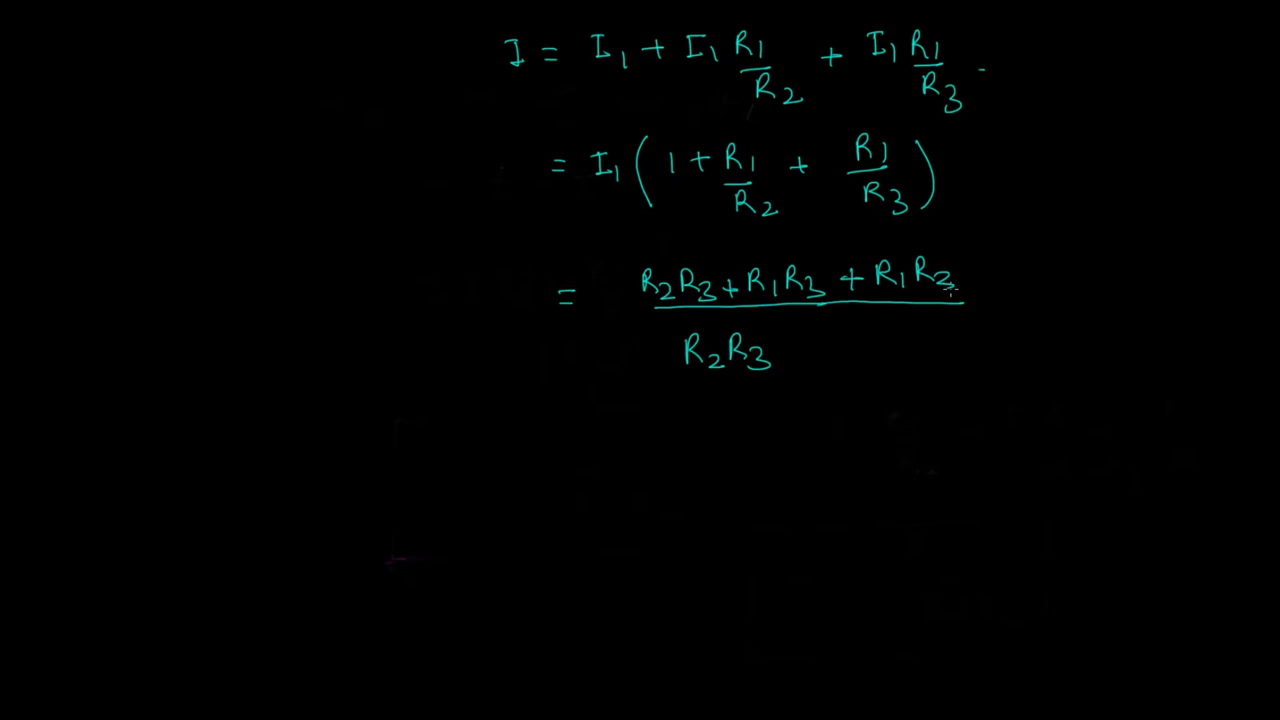 I = I₁ + I₁ R₁/R₂ + I₁ R₁/R₃
= I₁ ( 1 + R₁/R₂ + R₁/R₃ )
= (R₂R₃ + R₁R₃ + R₁R₂) / R₂R₃